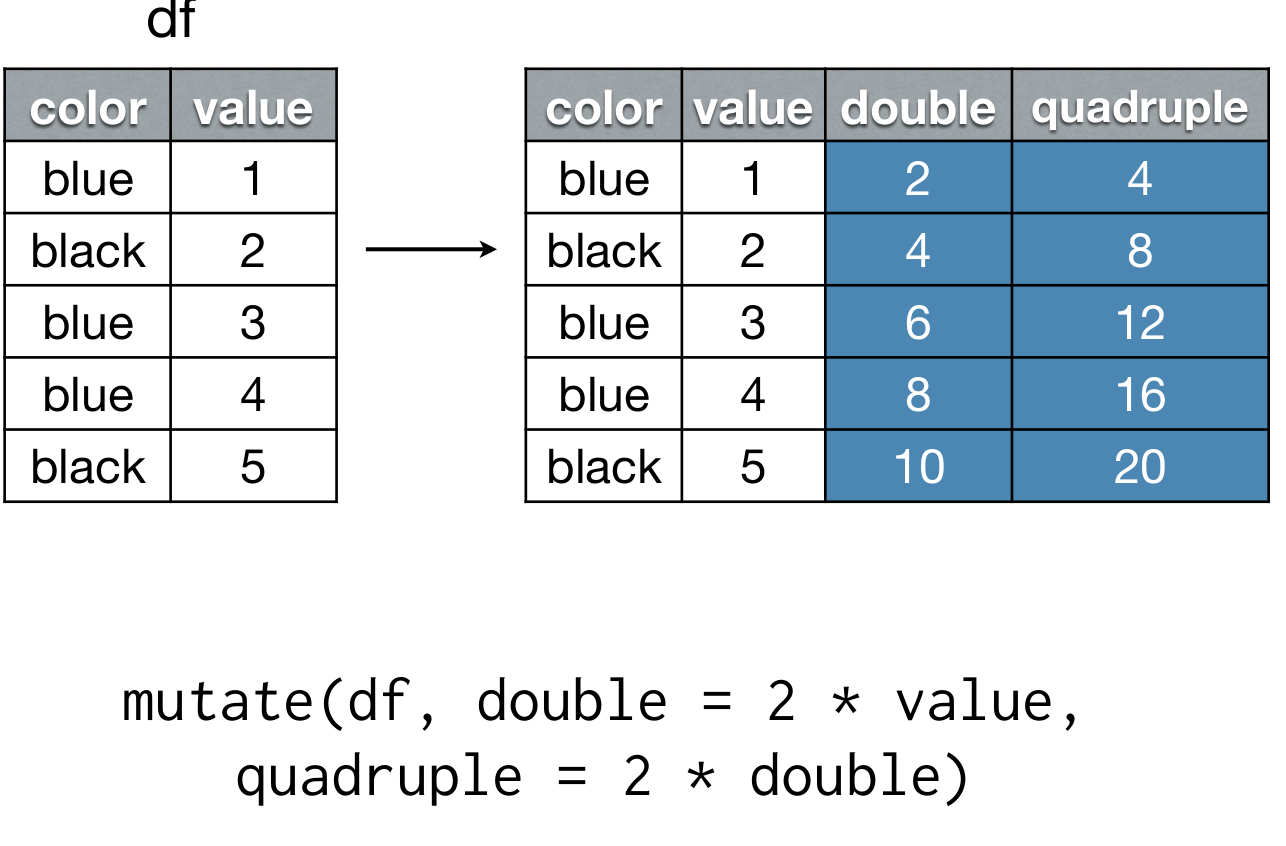 df
color value
blue 1
black 2
blue 3
blue 4
black 5
color value double quadruple
blue 1 2 4
black 2 4 8
blue 3 6 12
blue 4 8 16
black 5 10 20
mutate(df, double = 2 * value,
quadruple = 2 * double)